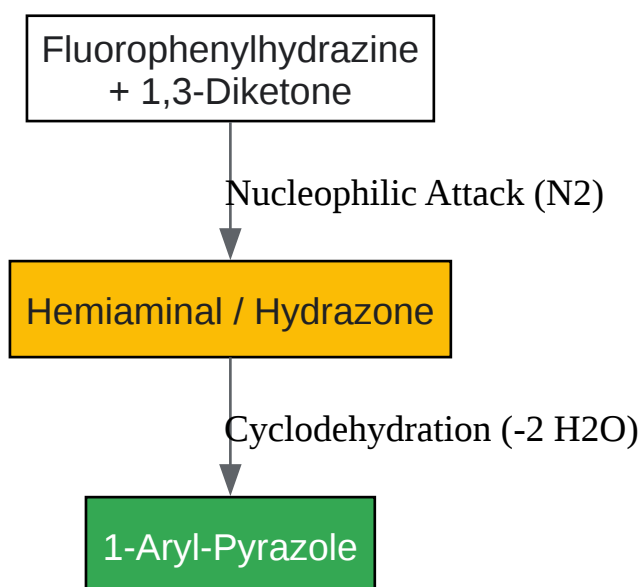 Fluorophenylhydrazine
+ 1,3-Diketone
Nucleophilic Attack (N2)
Hemiaminal / Hydrazone
Cyclodehydration (-2 H2O)
1-Aryl-Pyrazole